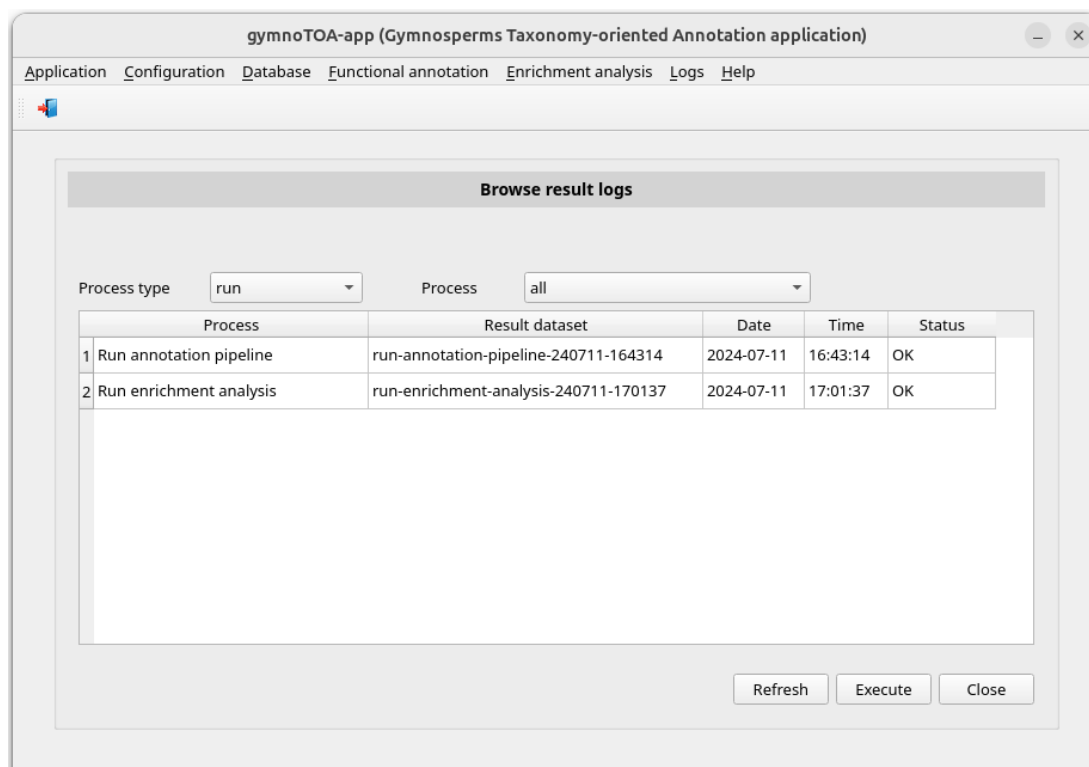 gymnoTOA-app (Gymnosperms Taxonomy-oriented Annotation application)
Application Configuration Database Functional annotation Enrichment analysis Logs Help
Browse result logs
Process type run Process all
Process Result dataset Date Time Status
1 Run annotation pipeline run-annotation-pipeline-240711-164314 2024-07-11 16:43:14 OK
2 Run enrichment analysis run-enrichment-analysis-240711-170137 2024-07-11 17:01:37 OK
Refresh Execute Close